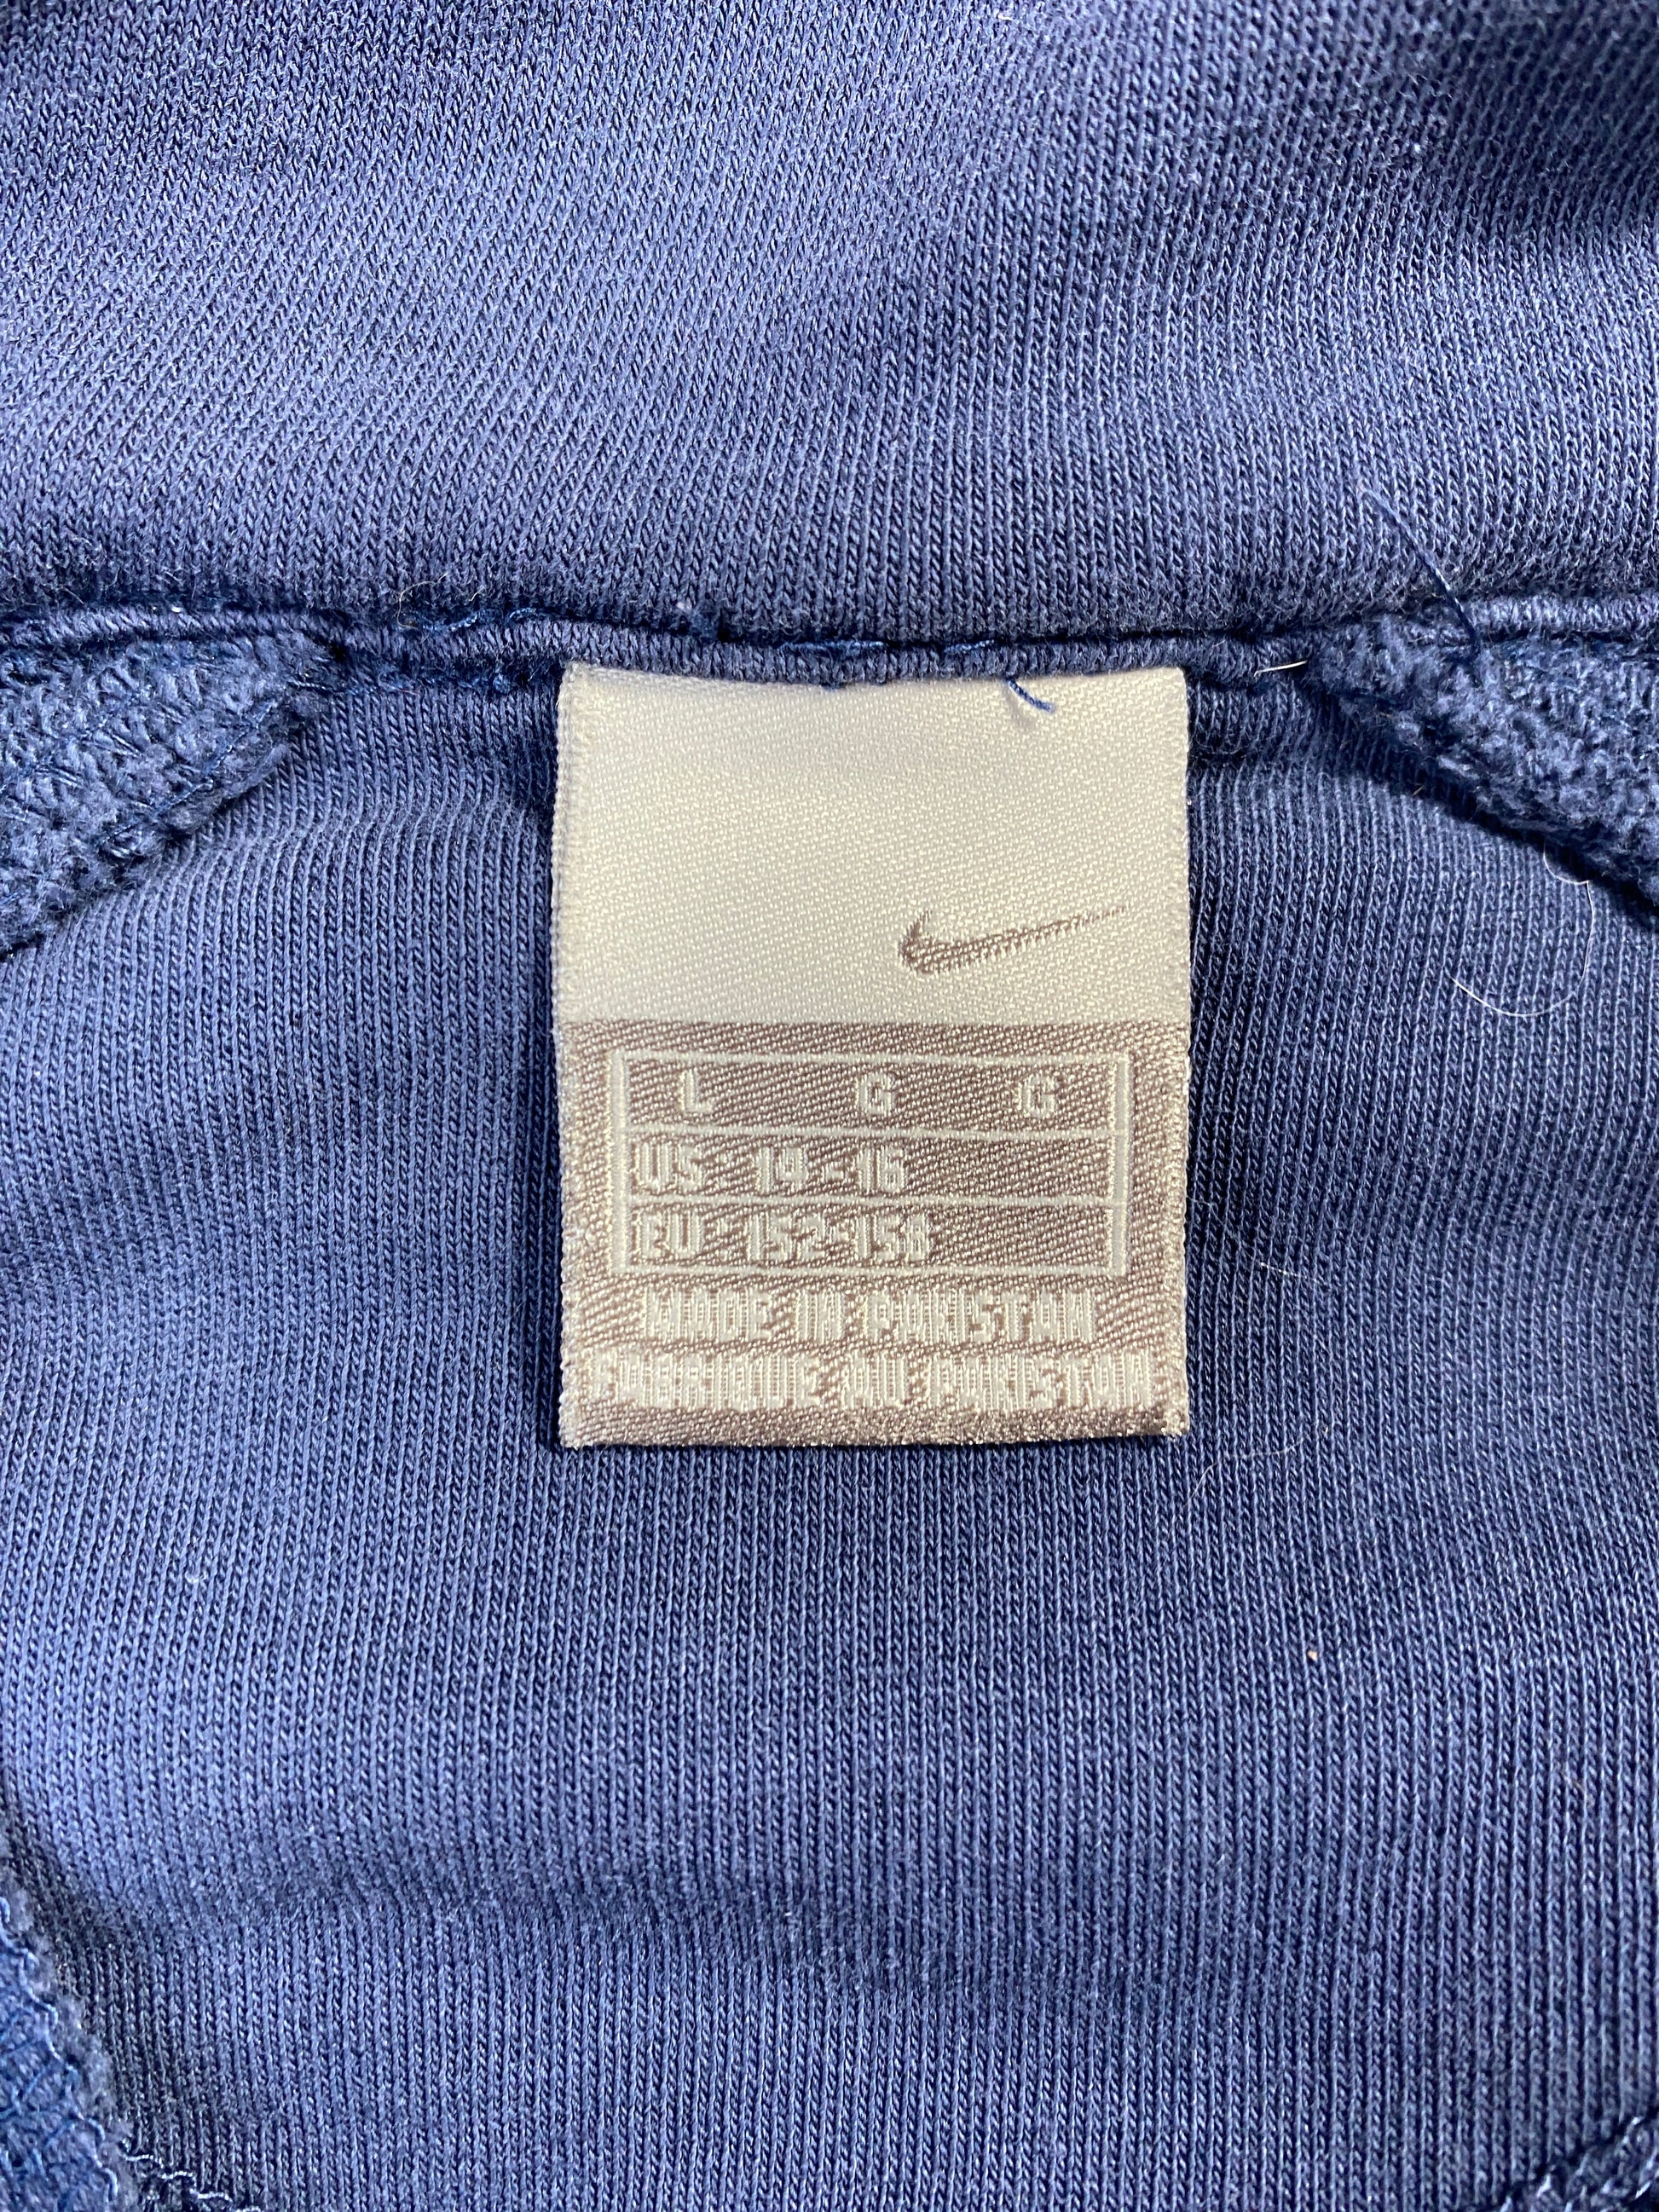 L G G
US · 14-16
EU · 152-158
MADE IN PAKISTAN
FABRIQUE AU PAKISTAN